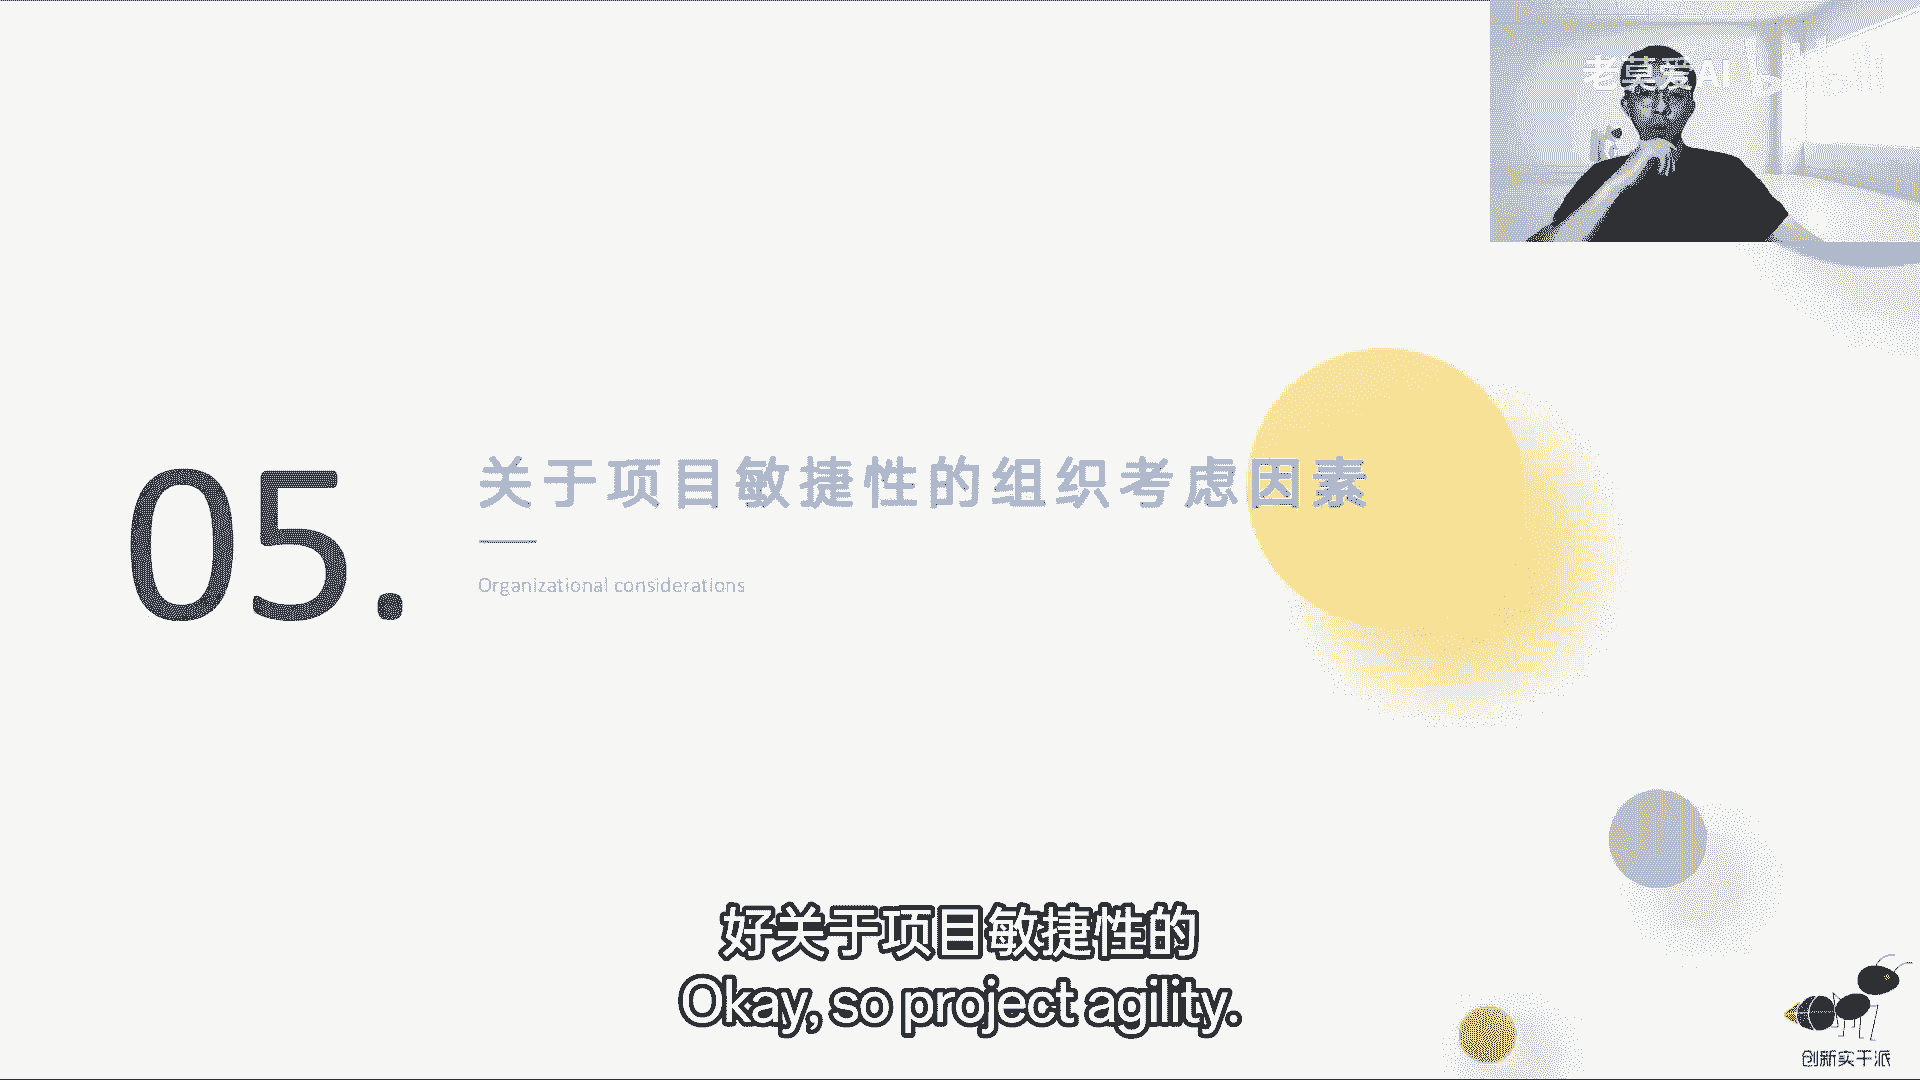 老莫爱AI
05.
关于项目敏捷性的组织考虑因素
Organizational considerations
好关于项目敏捷性的
Okay, so project agility.
创新实干派